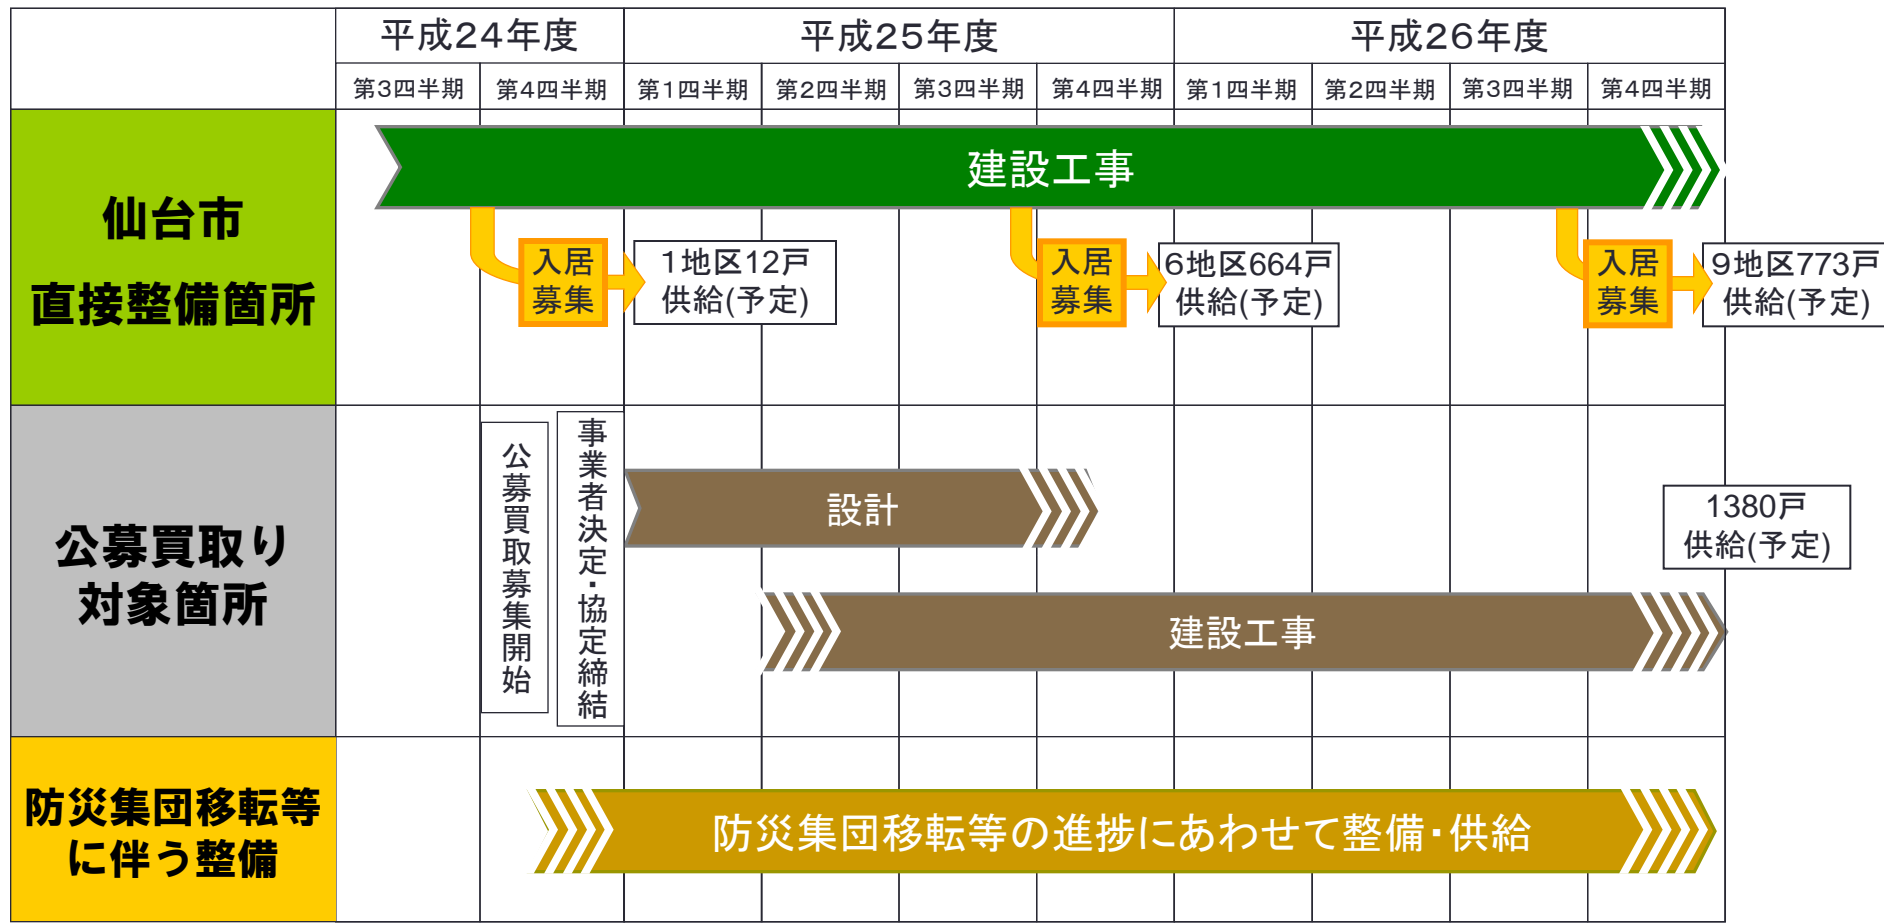 平成24年度
平成25年度
平成26年度
第3四半期
第4四半期
第1四半期
第2四半期
第3四半期
第4四半期
第1四半期
第2四半期
第3四半期
第4四半期
仙台市
直接整備箇所
建設工事
入居
募集
1地区12戸
供給(予定)
入居
募集
6地区664戸
供給(予定)
入居
募集
9地区773戸
供給(予定)
公募買取り
対象箇所
公募買取募集開始
事業者決定・協定締結
設計
建設工事
1380戸
供給(予定)
防災集団移転等
に伴う整備
防災集団移転等の進捗にあわせて整備・供給